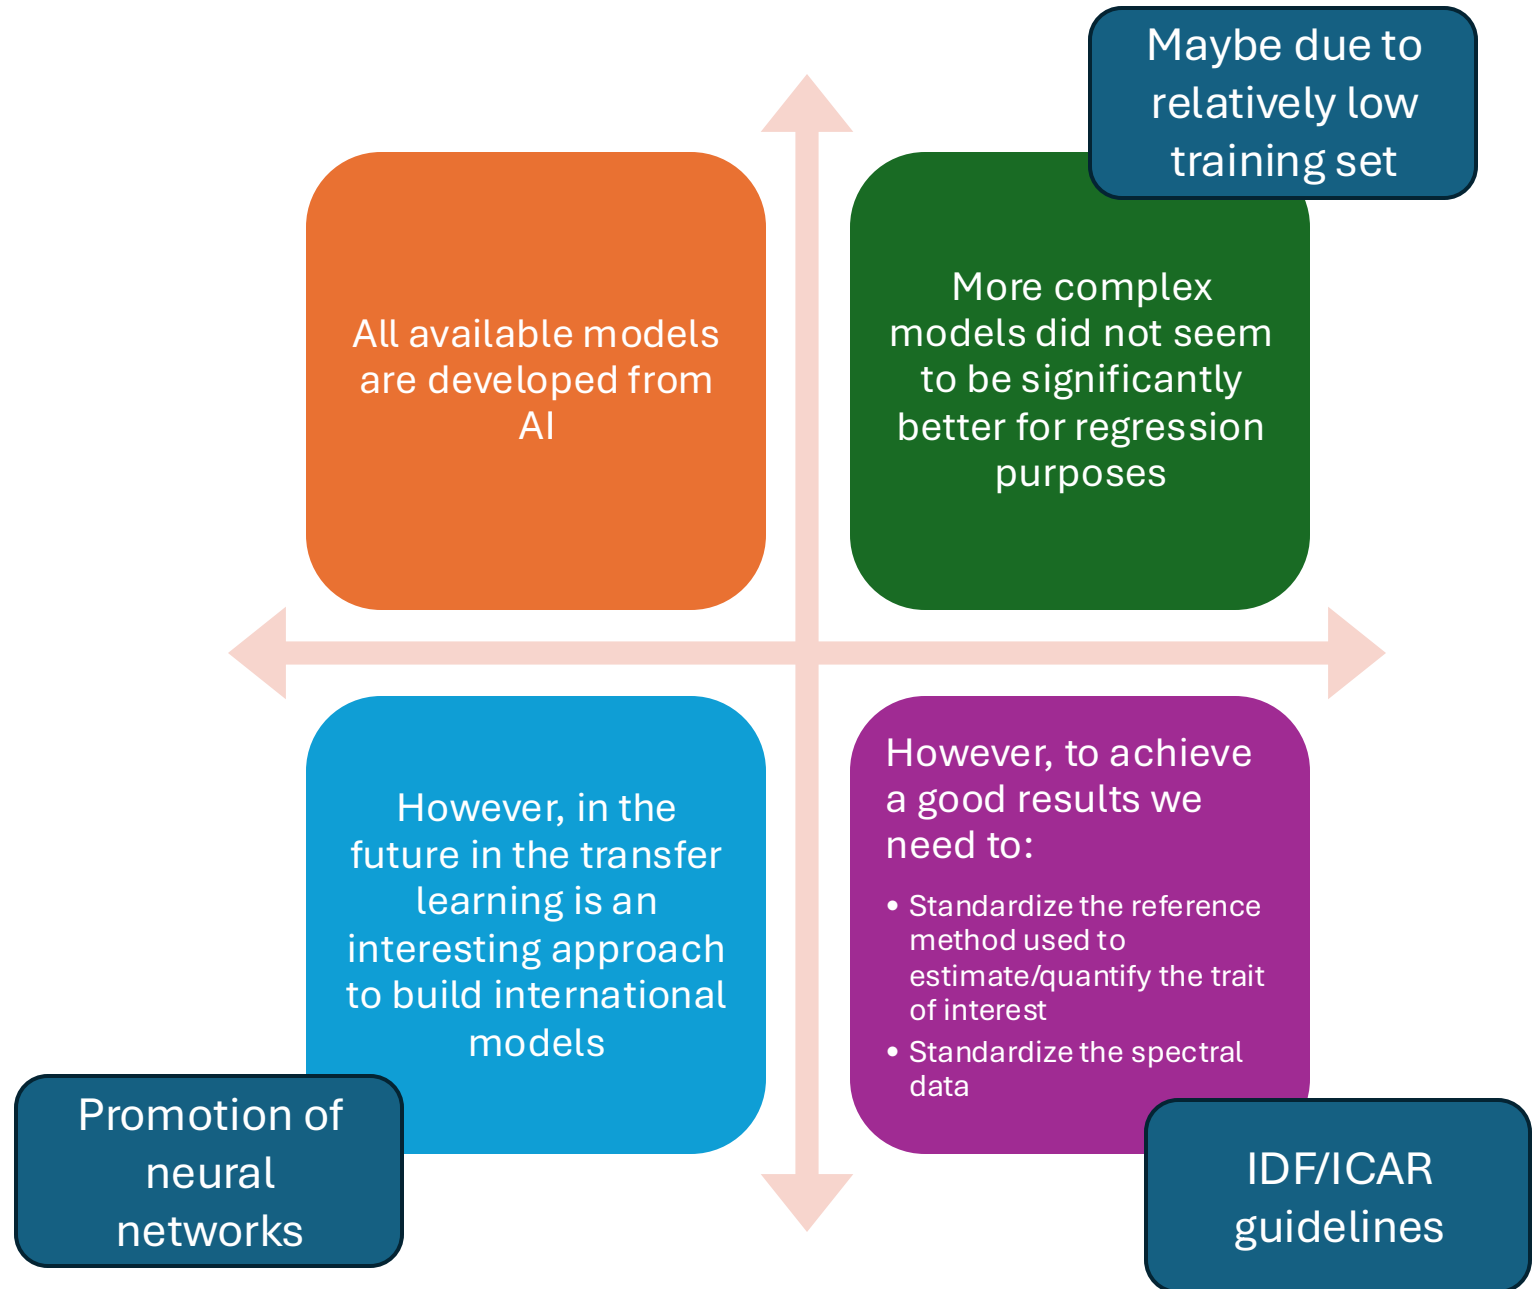 Maybe due to
relatively low
training set
All available models
are developed from
AI
More complex
models did not seem
to be significantly
better for regression
purposes
However, in the
future in the transfer
learning is an
interesting approach
to build international
models
Promotion of
neural
networks
However, to achieve
a good results we
need to:
• Standardize the reference
method used to
estimate/quantify the trait
of interest
• Standardize the spectral
data
IDF/ICAR
guidelines